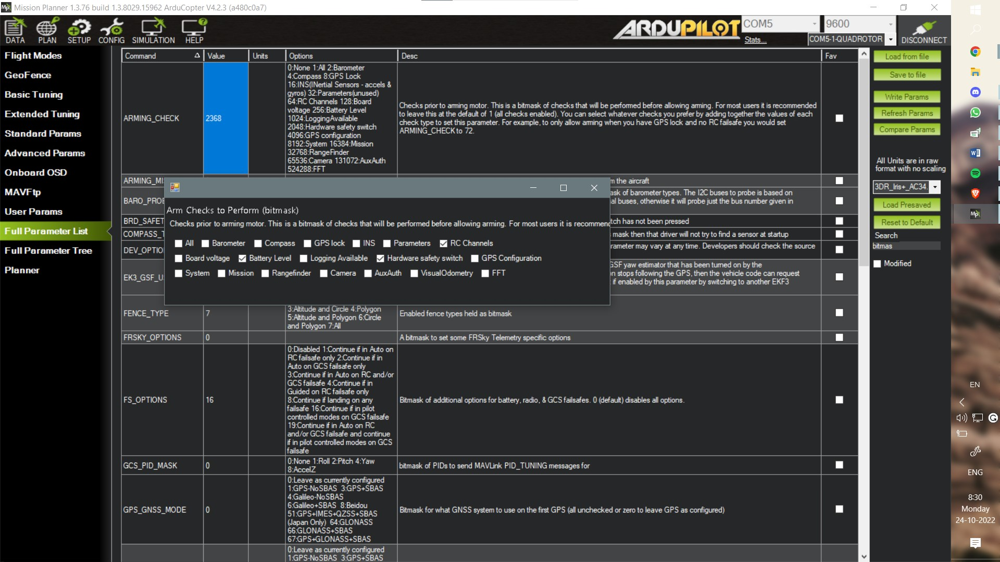 Mission Planner 1.3.76 build 1.3.8029.15962 ArduCopter V4.2.3 (a480c0a7)
DATA
PLAN
SETUP
CONFIG
SIMULATION
HELP
ARDUPILOT
COM5
9600
Stats...
COM5-1-QUADROTOR
DISCONNECT
Flight Modes
GeoFence
Basic Tuning
Extended Tuning
Standard Params
Advanced Params
Onboard OSD
MAVFtp
User Params
Full Parameter List
Full Parameter Tree
Planner
Command
Value
Units
Options
Desc
Fav
ARMING_CHECK
2368
0:None 1:All 2:Barometer
4:Compass 8:GPS Lock
16:INS(INertial Sensors - accels &
gyros) 32:Parameters(unused)
64:RC Channels 128:Board
voltage 256:Battery Level
1024:LoggingAvailable
2048:Hardware safety switch
4096:GPS configuration
8192:System 16384:Mission
32768:RangeFinder
65536:Camera 131072:AuxAuth
524288:FFT
Checks prior to arming motor. This is a bitmask of checks that will be performed before allowing arming. For most users it is recommended
to leave this at the default of 1 (all checks enabled). You can select whatever checks you prefer by adding together the values of each
check type to set this parameter. For example, to only allow arming when you have GPS lock and no RC failsafe you would set
ARMING_CHECK to 72.
ARMING_MI
the aircraft
BARO_PROB
ask of barometer types. The I2C buses to probe is based on
al buses, otherwise it will probe just the bus number given in
BRD_SAFET
tch has not been pressed
COMPASS_T
mask then that driver will not try to find a sensor at startup
DEV_OPTIO
rameter may vary at any time. Developers should check the source
EK3_GSF_U
GSF yaw estimator that has been turned on by the
n stops following the GPS, then the vehicle code can request
if enabled by this parameter by switching to another EKF3
Arm Checks to Perform (bitmask)
Checks prior to arming motor. This is a bitmask of checks that will be performed before allowing arming. For most users it is recommend
All Barometer Compass GPS lock INS Parameters RC Channels
Board voltage Battery Level Logging Available Hardware safety switch GPS Configuration
System Mission Rangefinder Camera AuxAuth VisualOdometry FFT
FENCE_TYPE
7
3:Altitude and Circle 4:Polygon
5:Altitude and Polygon 6:Circle
and Polygon 7:All
Enabled fence types held as bitmask
FRSKY_OPTIONS
0
A bitmask to set some FRSky Telemetry specific options
FS_OPTIONS
16
0:Disabled 1:Continue if in Auto on
RC failsafe only 2:Continue if in
Auto on GCS failsafe only
3:Continue if in Auto on RC and/or
GCS failsafe 4:Continue if in
Guided on RC failsafe only
8:Continue if landing on any
failsafe 16:Continue if in pilot
controlled modes on GCS failsafe
19:Continue if in Auto on RC
and/or GCS failsafe and continue
if in pilot controlled modes on GCS
failsafe
Bitmask of additional options for battery, radio, & GCS failsafes. 0 (default) disables all options.
GCS_PID_MASK
0
0:None 1:Roll 2:Pitch 4:Yaw
8:AccelZ
bitmask of PIDs to send MAVLink PID_TUNING messages for
GPS_GNSS_MODE
0
0:Leave as currently configured
1:GPS-NoSBAS 3:GPS+SBAS
4:Galileo-NoSBAS
6:Galileo+SBAS 8:Beidou
51:GPS+IMES+QZSS+SBAS
(Japan Only) 64:GLONASS
66:GLONASS+SBAS
67:GPS+GLONASS+SBAS
Bitmask for what GNSS system to use on the first GPS (all unchecked or zero to leave GPS as configured)
0:Leave as currently configured
1:GPS-NoSBAS 3:GPS+SBAS
Load from file
Save to file
Write Params
Refresh Params
Compare Params
All Units are in raw
format with no scaling
3DR_Iris+_AC34.
Load Presaved
Reset to Default
Search
bitmas
Modified
EN
ENG
8:30
Monday
24-10-2022